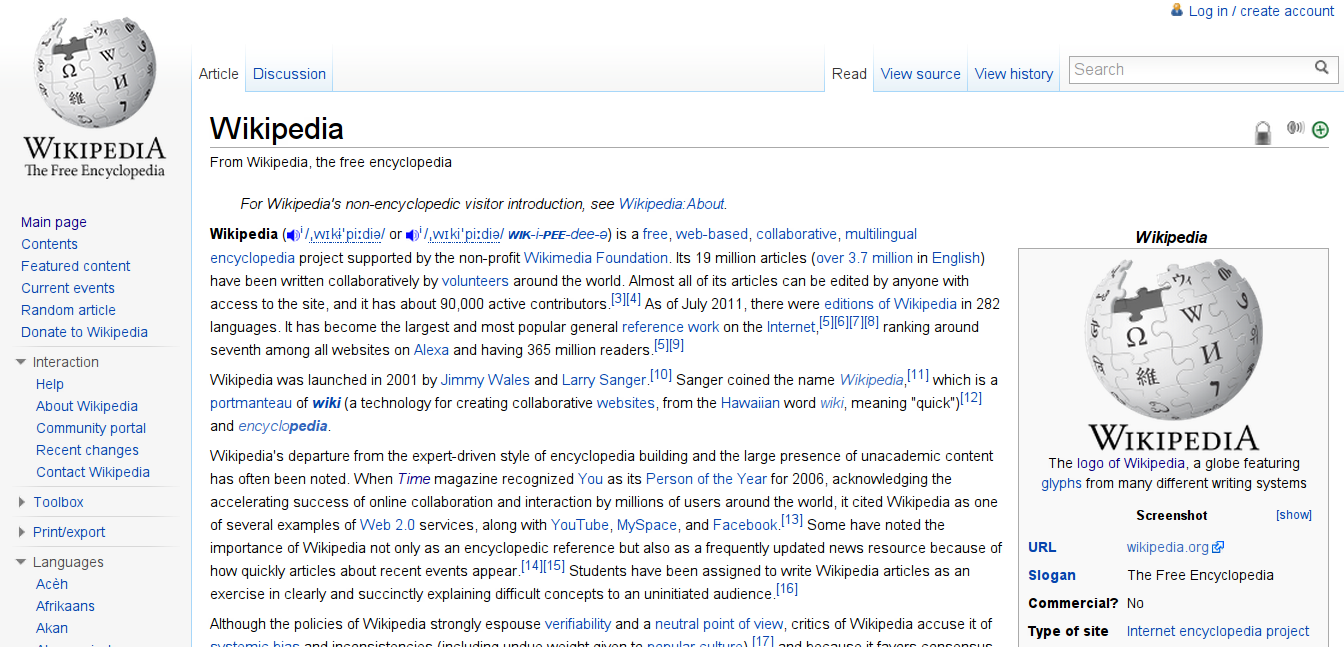 Log in / create account
WIKIPEDIA
The Free Encyclopedia
Article
Discussion
Read
View source
View history
Search
Main page
Contents
Featured content
Current events
Random article
Donate to Wikipedia
Interaction
Help
About Wikipedia
Community portal
Recent changes
Contact Wikipedia
Toolbox
Print/export
Languages
Acèh
Afrikaans
Akan
Wikipedia
From Wikipedia, the free encyclopedia
For Wikipedia's non-encyclopedic visitor introduction, see Wikipedia:About.
Wikipedia (i/ˌwɪkɨˈpiːdiə/ or i/ˌwɪkiˈpiːdiə/ WIK-i-PEE-dee-ə) is a free, web-based, collaborative, multilingual
encyclopedia project supported by the non-profit Wikimedia Foundation. Its 19 million articles (over 3.7 million in English)
have been written collaboratively by volunteers around the world. Almost all of its articles can be edited by anyone with
access to the site, and it has about 90,000 active contributors.[3][4] As of July 2011, there were editions of Wikipedia in 282
languages. It has become the largest and most popular general reference work on the Internet,[5][6][7][8] ranking around
seventh among all websites on Alexa and having 365 million readers.[5][9]
Wikipedia was launched in 2001 by Jimmy Wales and Larry Sanger.[10] Sanger coined the name Wikipedia,[11] which is a
portmanteau of wiki (a technology for creating collaborative websites, from the Hawaiian word wiki, meaning "quick")[12]
and encyclopedia.
Wikipedia's departure from the expert-driven style of encyclopedia building and the large presence of unacademic content
has often been noted. When Time magazine recognized You as its Person of the Year for 2006, acknowledging the
accelerating success of online collaboration and interaction by millions of users around the world, it cited Wikipedia as one
of several examples of Web 2.0 services, along with YouTube, MySpace, and Facebook.[13] Some have noted the
importance of Wikipedia not only as an encyclopedic reference but also as a frequently updated news resource because of
how quickly articles about recent events appear.[14][15] Students have been assigned to write Wikipedia articles as an
exercise in clearly and succinctly explaining difficult concepts to an uninitiated audience.[16]
Although the policies of Wikipedia strongly espouse verifiability and a neutral point of view, critics of Wikipedia accuse it of
systemic bias and inconsistencies (including undue weight given to popular culture),[17] and because it favors consensus
Wikipedia
Ω W И 維
WIKIPEDIA
The logo of Wikipedia, a globe featuring
glyphs from many different writing systems
Screenshot [show]
URL wikipedia.org
Slogan The Free Encyclopedia
Commercial? No
Type of site Internet encyclopedia project